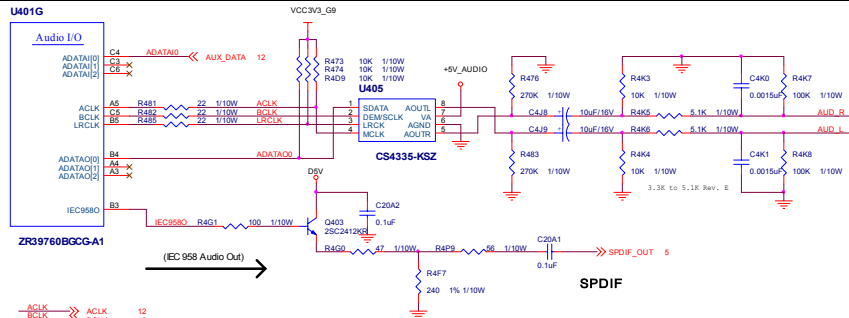 U401G
Audio I/O
ADATAI[0] C4 ADATAI0 AUX_DATA 12
ADATAI[1] C3
ADATAI[2] C6
ACLK A5 R481 22 1/10W ACLK
BCLK C5 R482 22 1/10W BCLK
LRCLK B5 R485 22 1/10W LRCLK
ADATAO[0] B4 ADATAO0
ADATAO[1] A4
ADATAO[2] A3
IEC958O B3 IEC958O R4G1 100 1/10W
ZR39760BGCG-A1
VCC3V3_G9
R473 10K 1/10W
R474 10K 1/10W
R4D9 10K 1/10W
U405
1 SDATA AOUTL 8
2 DEM/SCLK VA 7
3 LRCK AGND 6
4 MCLK AOUTR 5
CS4335-KSZ
+5V_AUDIO
R476
270K 1/10W
C4J8 10uF/16V
C4J9 10uF/16V
R483
270K 1/10W
R4K3
10K 1/10W
R4K5 5.1K 1/10W
R4K6 5.1K 1/10W
R4K4
10K 1/10W
3.3K to 5.1K Rev. E
C4K0
0.0015uF
R4K7
100K 1/10W
AUD_R
AUD_L
C4K1
0.0015uF
R4K8
100K 1/10W
D5V
C20A2
0.1uF
Q403
2SC2412KR
R4G0 47 1/10W
R4P9 56 1/10W
C20A1
0.1uF
SPDIF_OUT 5
R4F7
240 1% 1/10W
SPDIF
(IEC958 Audio Out)
ACLK ACLK 12
BCLK